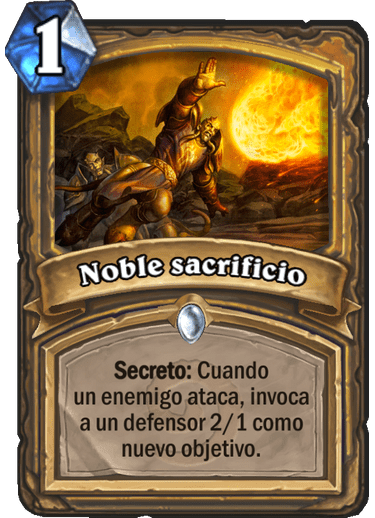 1
Noble sacrificio
Secreto: Cuando
un enemigo ataca, invoca
a un defensor 2/1 como
nuevo objetivo.